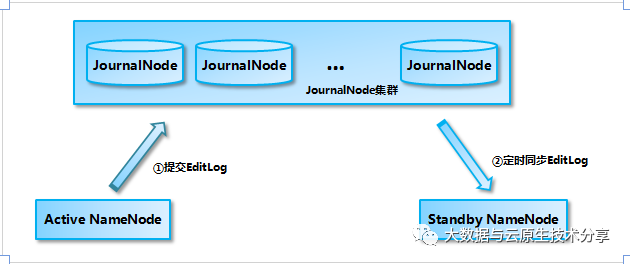 JournalNode JournalNode ... JournalNode
JournalNode集群
①提交EditLog
②定时同步EditLog
Active NameNode
Standby NameNode
大数据与云原生技术分享